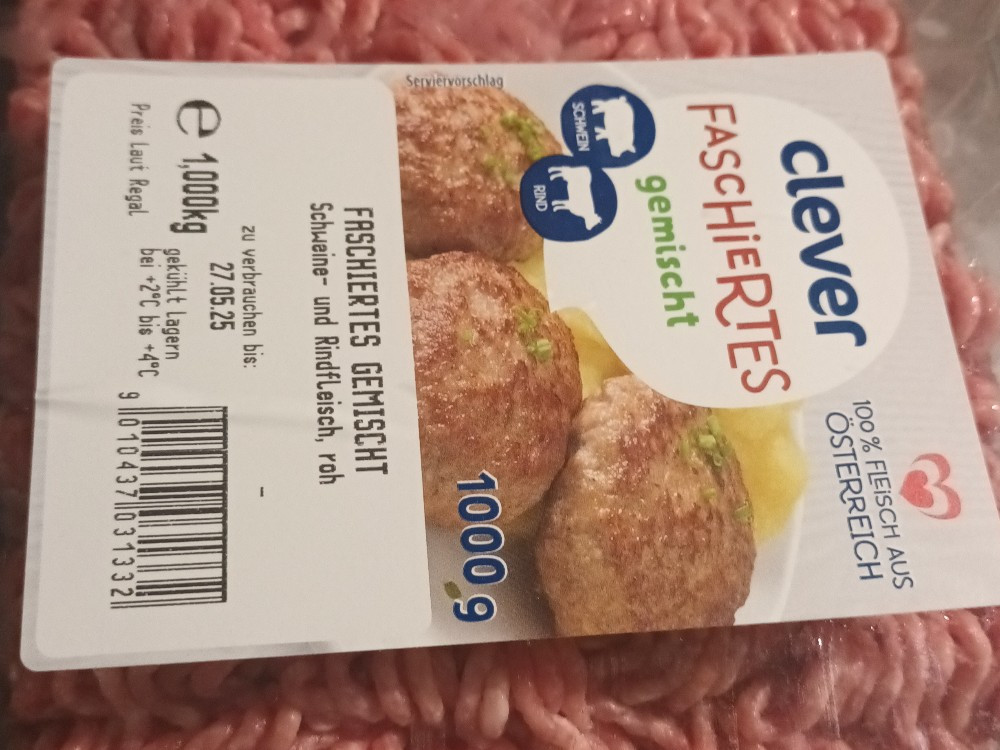 clever
FASCHiERTES
gemischt
SCHWEIN
RIND
100% FLEiSCH AUS
ÖSTERREICH
Serviervorschlag
1000 g
FASCHIERTES GEMISCHT
Schweine- und Rindfleisch, roh
zu verbrauchen bis:
27.05.25
gekühlt lagern
bei +2°C bis +4°C
e 1,000kg
Preis Laut Regal
9 010437 031332